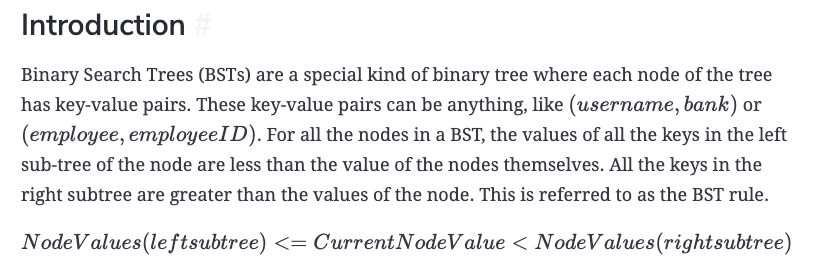 Introduction #
Binary Search Trees (BSTs) are a special kind of binary tree where each node of the tree
has key-value pairs. These key-value pairs can be anything, like (username, bank) or
(employee, employeeID). For all the nodes in a BST, the values of all the keys in the left
sub-tree of the node are less than the value of the nodes themselves. All the keys in the
right subtree are greater than the values of the node. This is referred to as the BST rule.
NodeValues(leftsubtree) <= CurrentNodeValue < NodeValues(rightsubtree)